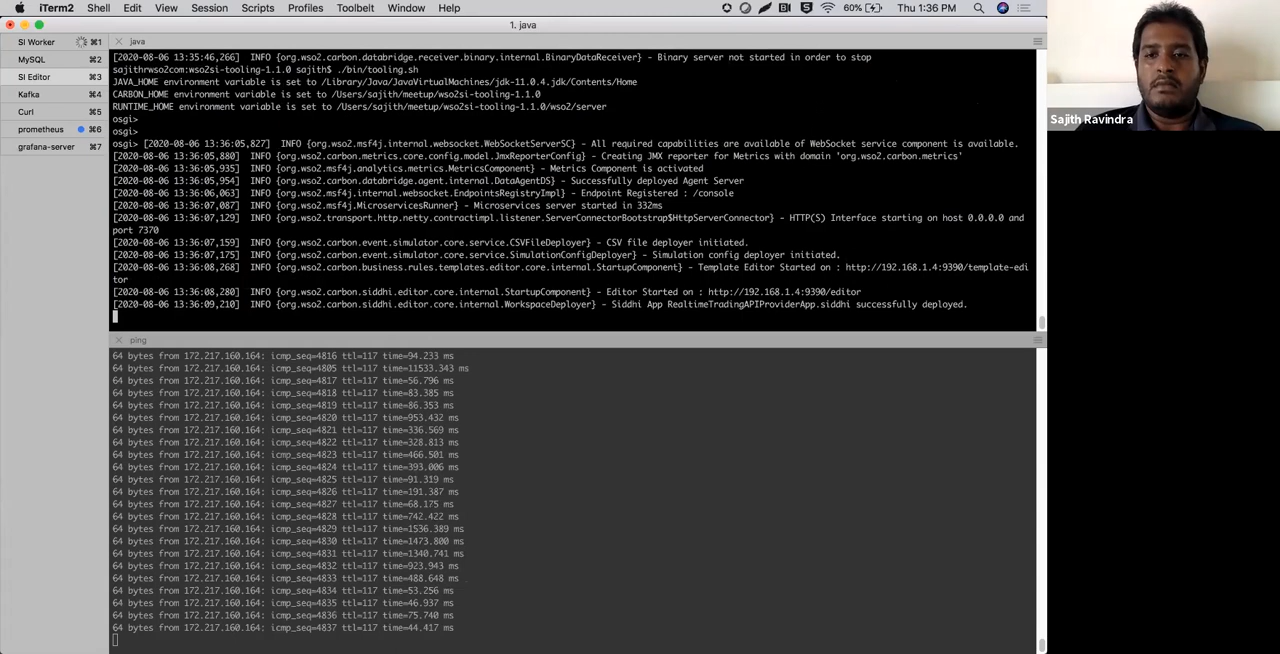 iTerm2 Shell Edit View Session Scripts Profiles Toolbelt Window Help 60% Thu 1:36 PM
1. java
SI Worker ⌘1
MySQL ⌘2
SI Editor ⌘3
Kafka ⌘4
Curl ⌘5
prometheus ⌘6
grafana-server ⌘7
java
[2020-08-06 13:35:46,266] INFO {org.wso2.carbon.databridge.receiver.binary.internal.BinaryDataReceiver} - Binary server not started in order to stop
sajithrwso2com:wso2si-tooling-1.1.0 sajith$ ./bin/tooling.sh
JAVA_HOME environment variable is set to /Library/Java/JavaVirtualMachines/jdk-11.0.4.jdk/Contents/Home
CARBON_HOME environment variable is set to /Users/sajith/meetup/wso2si-tooling-1.1.0
RUNTIME_HOME environment variable is set to /Users/sajith/meetup/wso2si-tooling-1.1.0/wso2/server
osgi>
osgi>
osgi> [2020-08-06 13:36:05,827] INFO {org.wso2.msf4j.internal.websocket.WebSocketServerSC} - All required capabilities are available of WebSocket service component is available.
[2020-08-06 13:36:05,880] INFO {org.wso2.carbon.metrics.core.config.model.JmxReporterConfig} - Creating JMX reporter for Metrics with domain 'org.wso2.carbon.metrics'
[2020-08-06 13:36:05,935] INFO {org.wso2.msf4j.analytics.metrics.MetricsComponent} - Metrics Component is activated
[2020-08-06 13:36:05,954] INFO {org.wso2.carbon.databridge.agent.internal.DataAgentDS} - Successfully deployed Agent Server
[2020-08-06 13:36:06,063] INFO {org.wso2.msf4j.internal.websocket.EndpointsRegistryImpl} - Endpoint Registered : /console
[2020-08-06 13:36:07,087] INFO {org.wso2.msf4j.MicroservicesRunner} - Microservices server started in 332ms
[2020-08-06 13:36:07,129] INFO {org.wso2.transport.http.netty.contractimpl.listener.ServerConnectorBootstrap$HttpServerConnector} - HTTP(S) Interface starting on host 0.0.0.0 and
port 7370
[2020-08-06 13:36:07,159] INFO {org.wso2.carbon.event.simulator.core.service.CSVFileDeployer} - CSV file deployer initiated.
[2020-08-06 13:36:07,175] INFO {org.wso2.carbon.event.simulator.core.service.SimulationConfigDeployer} - Simulation config deployer initiated.
[2020-08-06 13:36:08,268] INFO {org.wso2.carbon.business.rules.templates.editor.core.internal.StartupComponent} - Template Editor Started on : http://192.168.1.4:9390/template-edi
tor
[2020-08-06 13:36:08,280] INFO {org.wso2.carbon.siddhi.editor.core.internal.StartupComponent} - Editor Started on : http://192.168.1.4:9390/editor
[2020-08-06 13:36:09,210] INFO {org.wso2.carbon.siddhi.editor.core.internal.WorkspaceDeployer} - Siddhi App RealtimeTradingAPIProviderApp.siddhi successfully deployed.
ping
64 bytes from 172.217.160.164: icmp_seq=4816 ttl=117 time=94.233 ms
64 bytes from 172.217.160.164: icmp_seq=4805 ttl=117 time=11533.343 ms
64 bytes from 172.217.160.164: icmp_seq=4817 ttl=117 time=56.796 ms
64 bytes from 172.217.160.164: icmp_seq=4818 ttl=117 time=83.385 ms
64 bytes from 172.217.160.164: icmp_seq=4819 ttl=117 time=86.353 ms
64 bytes from 172.217.160.164: icmp_seq=4820 ttl=117 time=953.432 ms
64 bytes from 172.217.160.164: icmp_seq=4821 ttl=117 time=336.569 ms
64 bytes from 172.217.160.164: icmp_seq=4822 ttl=117 time=328.813 ms
64 bytes from 172.217.160.164: icmp_seq=4823 ttl=117 time=466.501 ms
64 bytes from 172.217.160.164: icmp_seq=4824 ttl=117 time=393.006 ms
64 bytes from 172.217.160.164: icmp_seq=4825 ttl=117 time=91.319 ms
64 bytes from 172.217.160.164: icmp_seq=4826 ttl=117 time=191.387 ms
64 bytes from 172.217.160.164: icmp_seq=4827 ttl=117 time=68.175 ms
64 bytes from 172.217.160.164: icmp_seq=4828 ttl=117 time=742.422 ms
64 bytes from 172.217.160.164: icmp_seq=4829 ttl=117 time=1536.389 ms
64 bytes from 172.217.160.164: icmp_seq=4830 ttl=117 time=1473.800 ms
64 bytes from 172.217.160.164: icmp_seq=4831 ttl=117 time=1340.741 ms
64 bytes from 172.217.160.164: icmp_seq=4832 ttl=117 time=923.943 ms
64 bytes from 172.217.160.164: icmp_seq=4833 ttl=117 time=488.648 ms
64 bytes from 172.217.160.164: icmp_seq=4834 ttl=117 time=53.256 ms
64 bytes from 172.217.160.164: icmp_seq=4835 ttl=117 time=46.937 ms
64 bytes from 172.217.160.164: icmp_seq=4836 ttl=117 time=75.740 ms
64 bytes from 172.217.160.164: icmp_seq=4837 ttl=117 time=44.417 ms
Sajith Ravindra